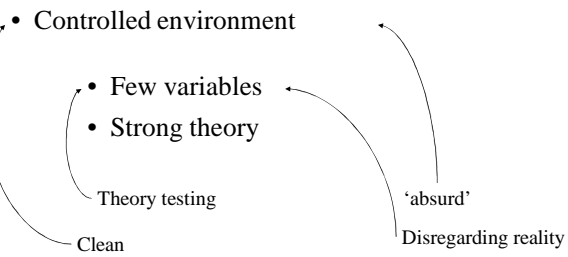 • Controlled environment
• Few variables
• Strong theory
Theory testing
‘absurd’
Clean
Disregarding reality